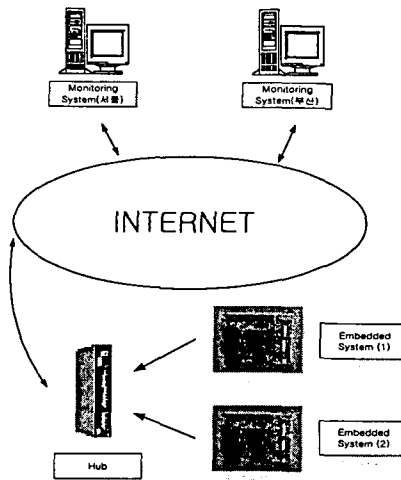 Monitoring
System(서울)
Monitoring
System(부산)
INTERNET
Embedded
System (1)
Embedded
System (2)
Hub